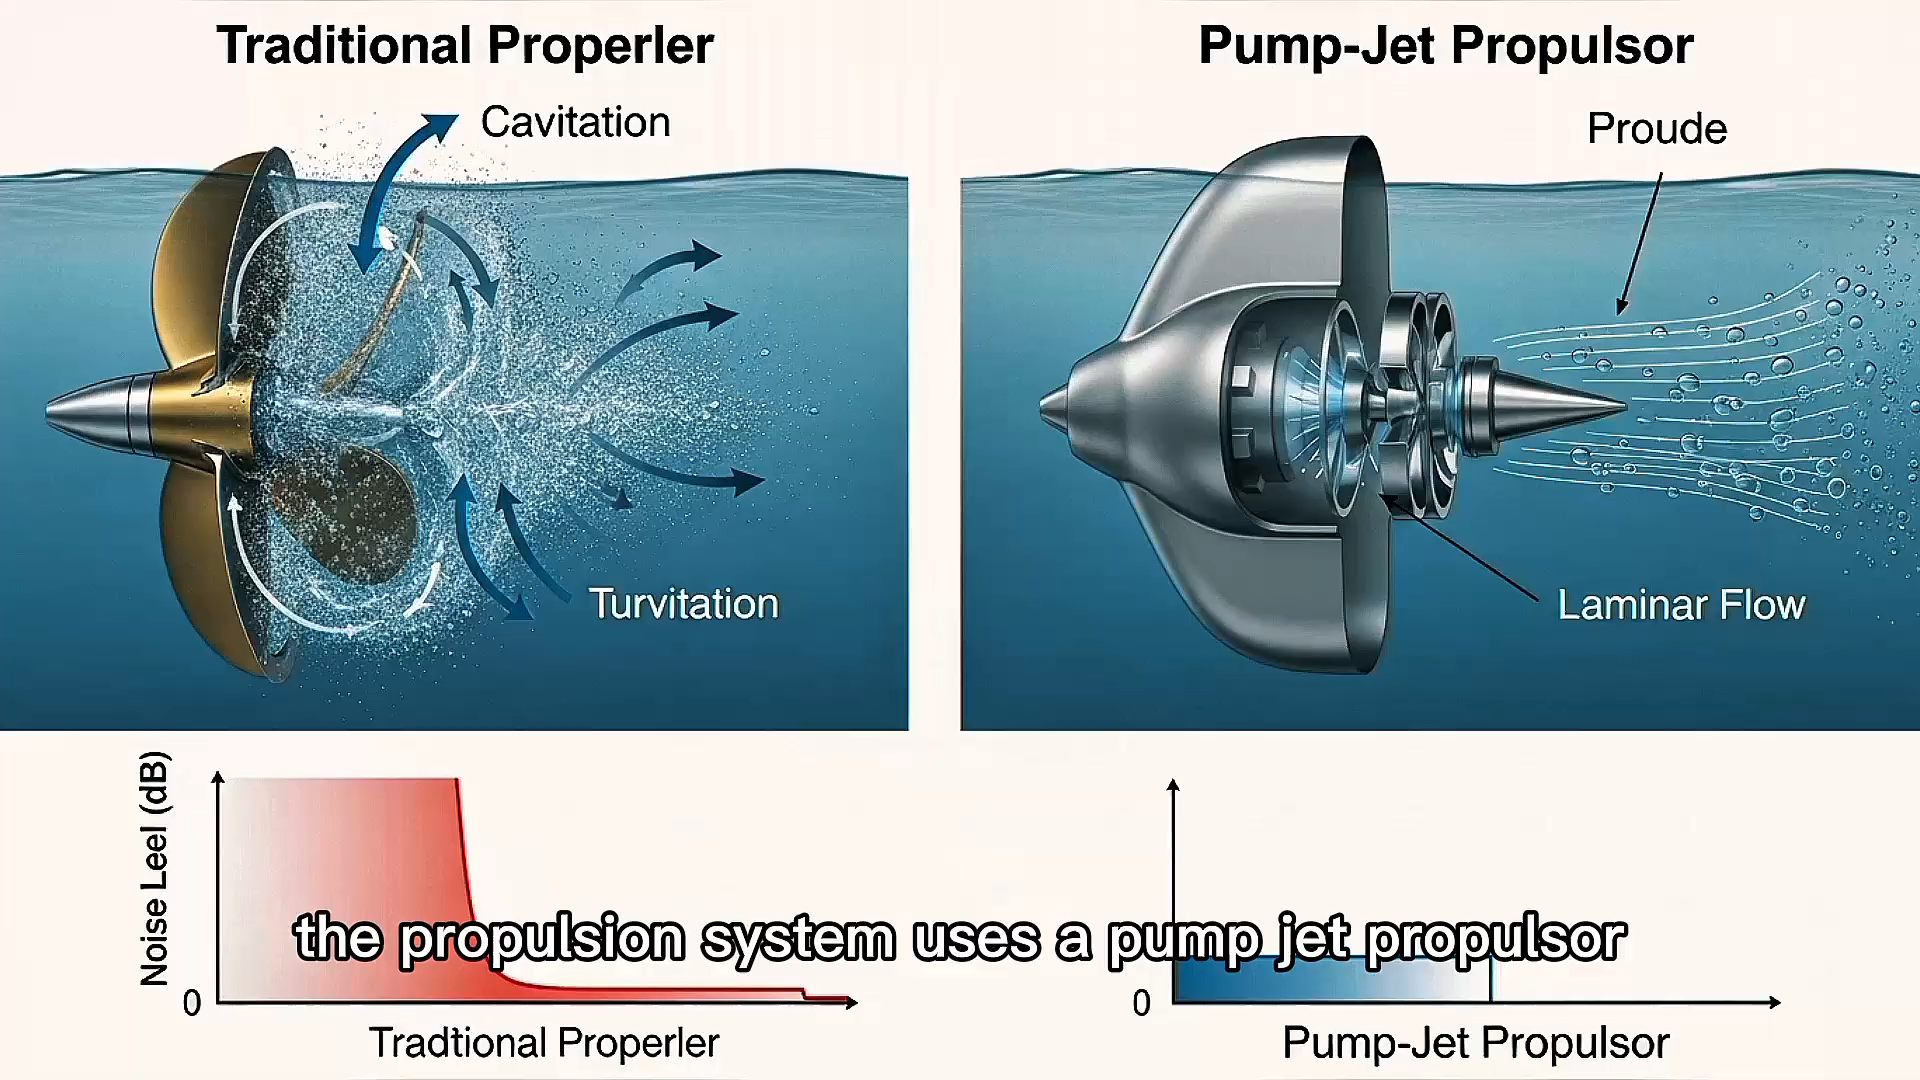 Traditional Properler
Pump-Jet Propulsor
Cavitation
Proude
Turvitation
Laminar Flow
Noise Leel (dB)
0
Tradtional Properler
0
Pump-Jet Propulsor
the propulsion system uses a pump jet propulsor